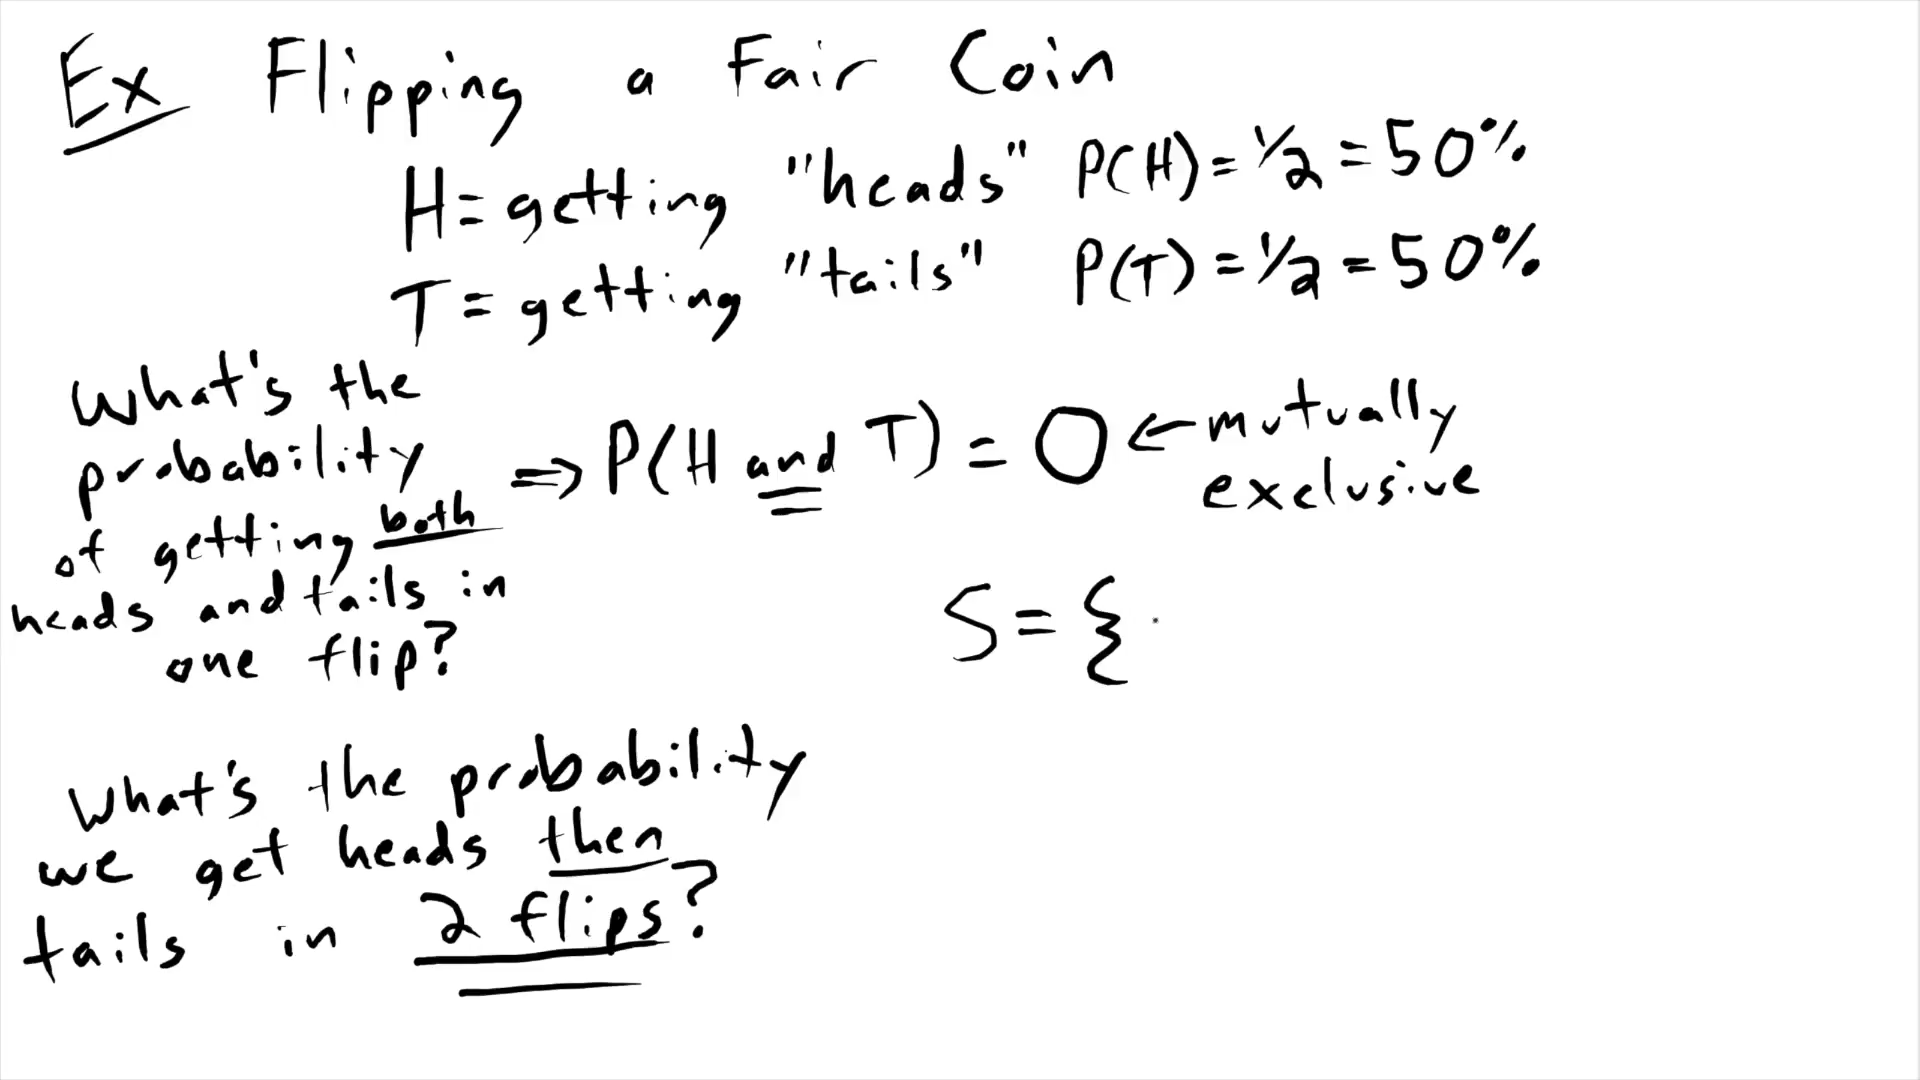 Ex Flipping a Fair Coin
H = getting "heads" P(H) = 1/2 = 50%
T = getting "tails" P(T) = 1/2 = 50%
What's the
probability
of getting both
heads and tails in
one flip?
⇒ P(H and T) = 0 ← mutually
exclusive
S = {
What's the probability
we get heads then
tails in 2 flips?